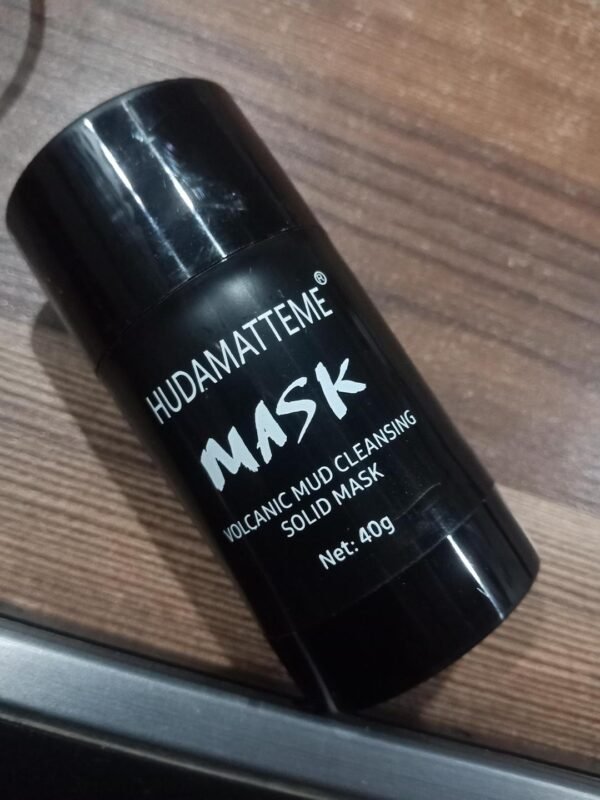 HUDAMATTEME®
MASK
VOLCANIC MUD CLEANSING
SOLID MASK
Net: 40g